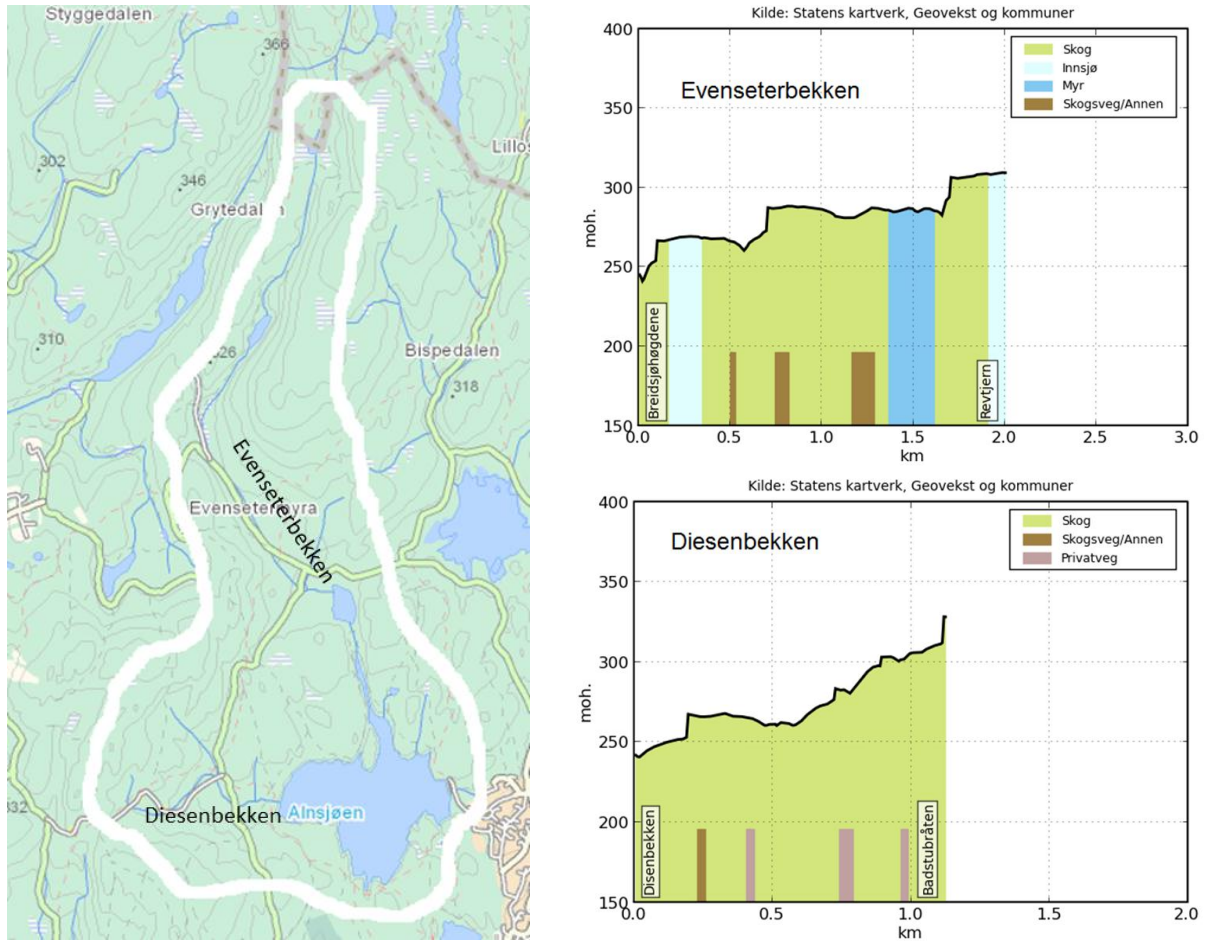 Styggedalen
366
Lillos
302
346
Grytedalen
310
326
Bispedalen
318
Evenseterbekken
Evensetermyra
332
Diesenbekken
Alnsjøen
Kilde: Statens kartverk, Geovekst og kommuner
400
350
300
250
200
150
moh.
Evenseterbekken
Skog
Innsjø
Myr
Skogsveg/Annen
Breidsjøhøgdene
Revtjern
0.0 0.5 1.0 1.5 2.0 2.5 3.0
km
Kilde: Statens kartverk, Geovekst og kommuner
400
350
300
250
200
150
moh.
Diesenbekken
Skog
Skogsveg/Annen
Privatveg
Disenbekken
Badstubråten
0.0 0.5 1.0 1.5 2.0
km